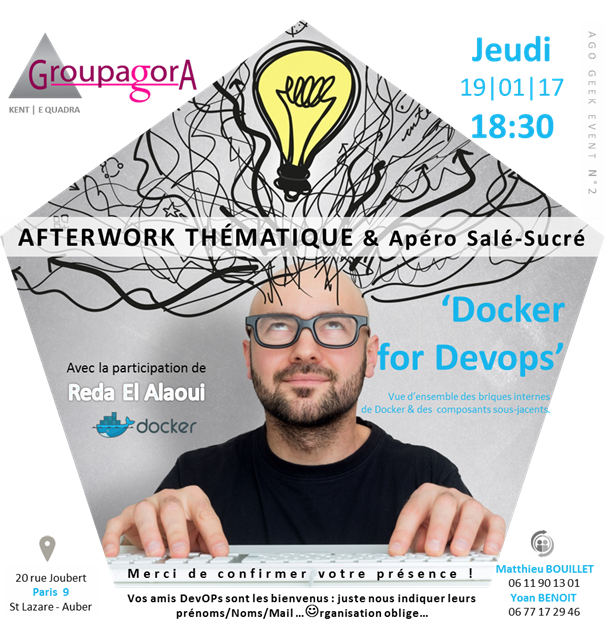 GroupagorA
KENT | E QUADRA
Jeudi
19|01|17
18:30
AGO GEEK EVENT N°2
AFTERWORK THÉMATIQUE & Apéro Salé-Sucré
‘Docker
for Devops’
Vue d’ensemble des briques internes
de Docker & des composants sous-jacents.
Avec la participation de
Reda El Alaoui
docker
20 rue Joubert
Paris 9
St Lazare - Auber
Merci de confirmer votre présence !
Vos amis DevOPs sont les bienvenus : juste nous indiquer leurs
prénoms/Noms/Mail ...☺rganisation oblige...
Matthieu BOUILLET
06 11 90 13 01
Yoan BENOIT
06 77 17 29 46